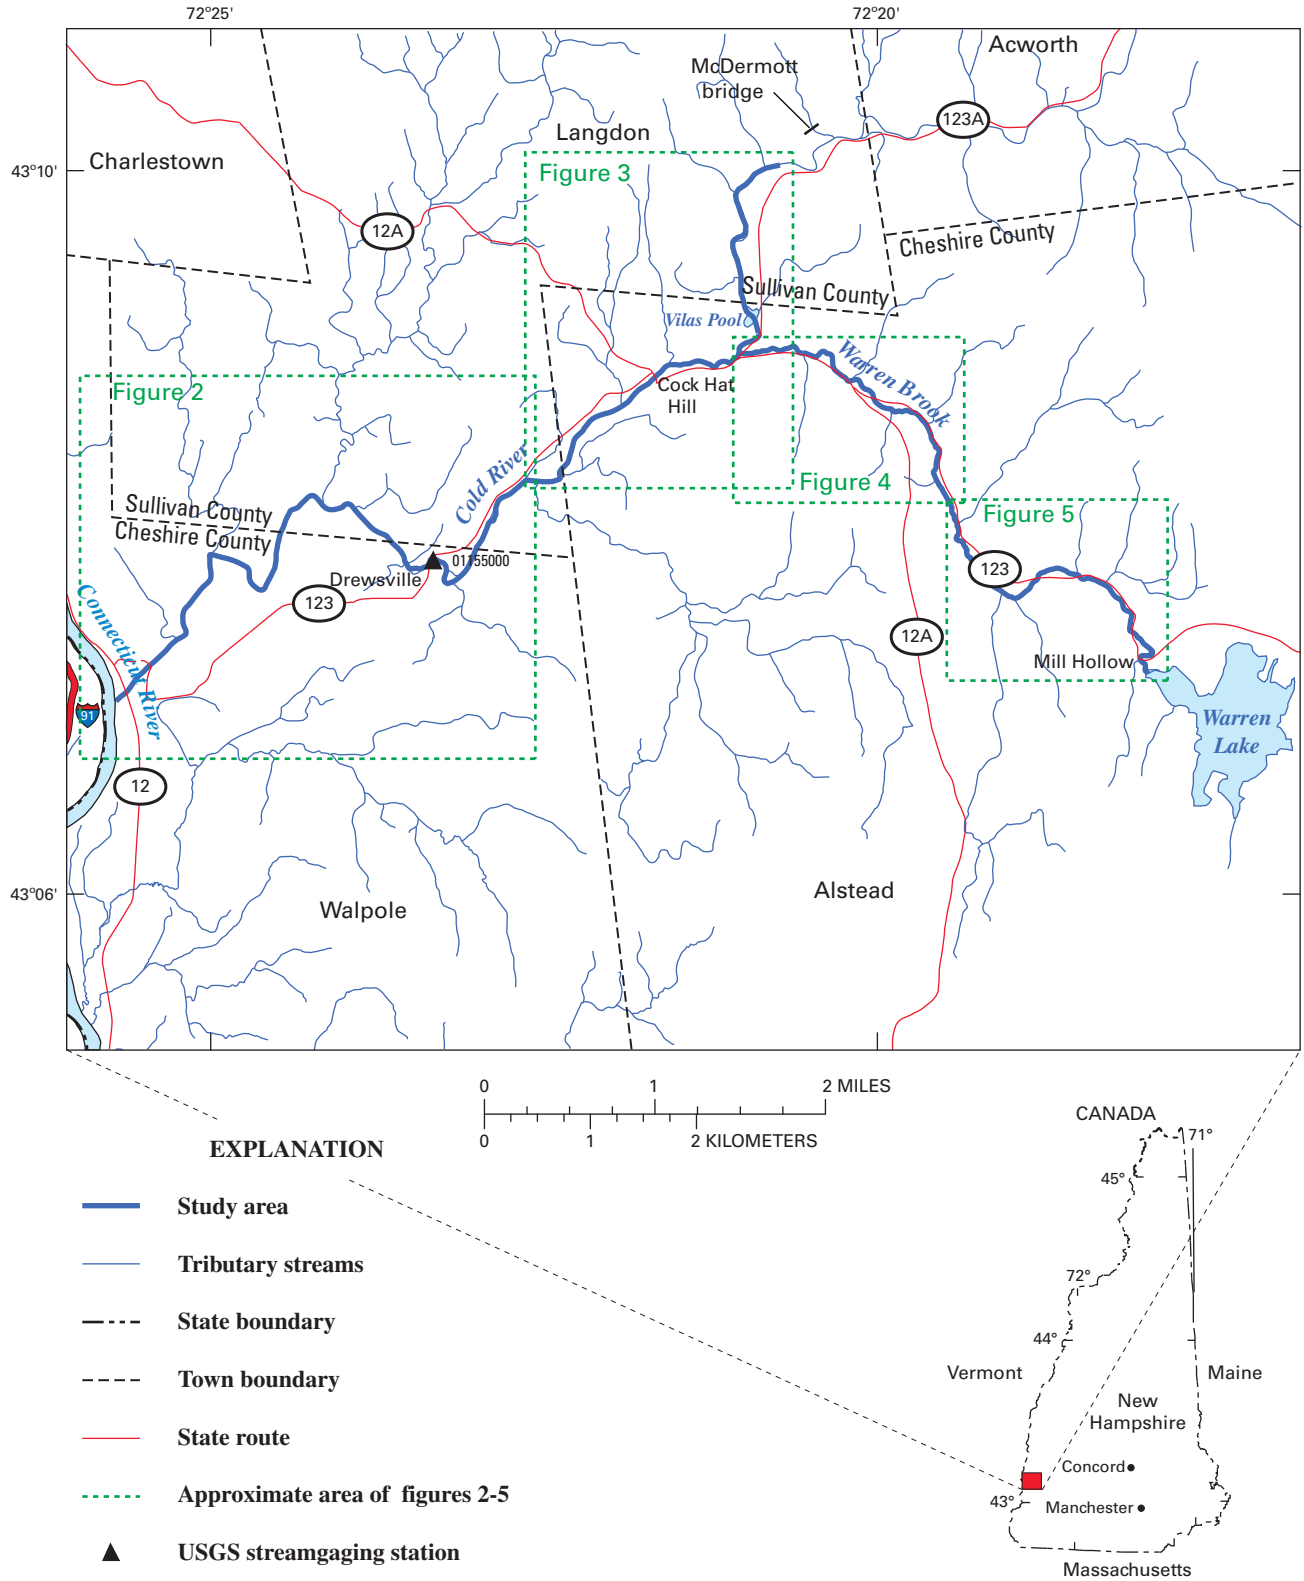 72°25'
72°20'
Acworth
McDermott
bridge
123A
Langdon
Charlestown
43°10'
Figure 3
12A
Cheshire County
Sullivan County
Vilas Pool
Warren Brook
Cock Hat
Hill
Figure 2
Cold River
Figure 4
Sullivan County
Cheshire County
Figure 5
01155000
Drewsville
123
123
Connecticut River
12A
Mill Hollow
91
Warren
Lake
12
43°06'
Walpole
Alstead
0 1 2 MILES
0 1 2 KILOMETERS
EXPLANATION
Study area
Tributary streams
State boundary
Town boundary
State route
Approximate area of figures 2-5
USGS streamgaging station
CANADA
71°
45°
72°
44°
Vermont
Maine
New
Hampshire
Concord
43°
Manchester
Massachusetts